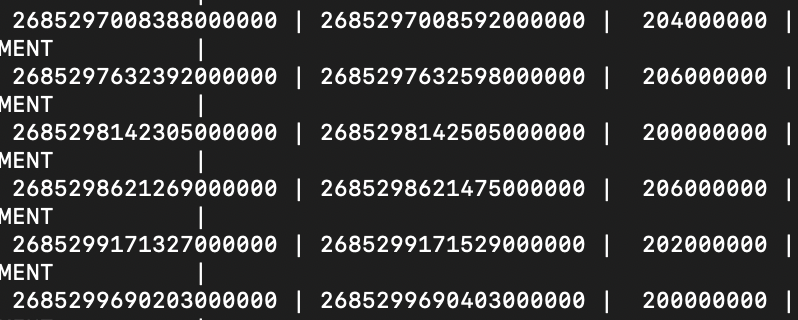 2685297008388000000 | 2685297008592000000 | 204000000 |
MENT |
2685297632392000000 | 2685297632598000000 | 206000000 |
MENT |
2685298142305000000 | 2685298142505000000 | 200000000 |
MENT |
2685298621269000000 | 2685298621475000000 | 206000000 |
MENT |
2685299171327000000 | 2685299171529000000 | 202000000 |
MENT |
2685299690203000000 | 2685299690403000000 | 200000000 |